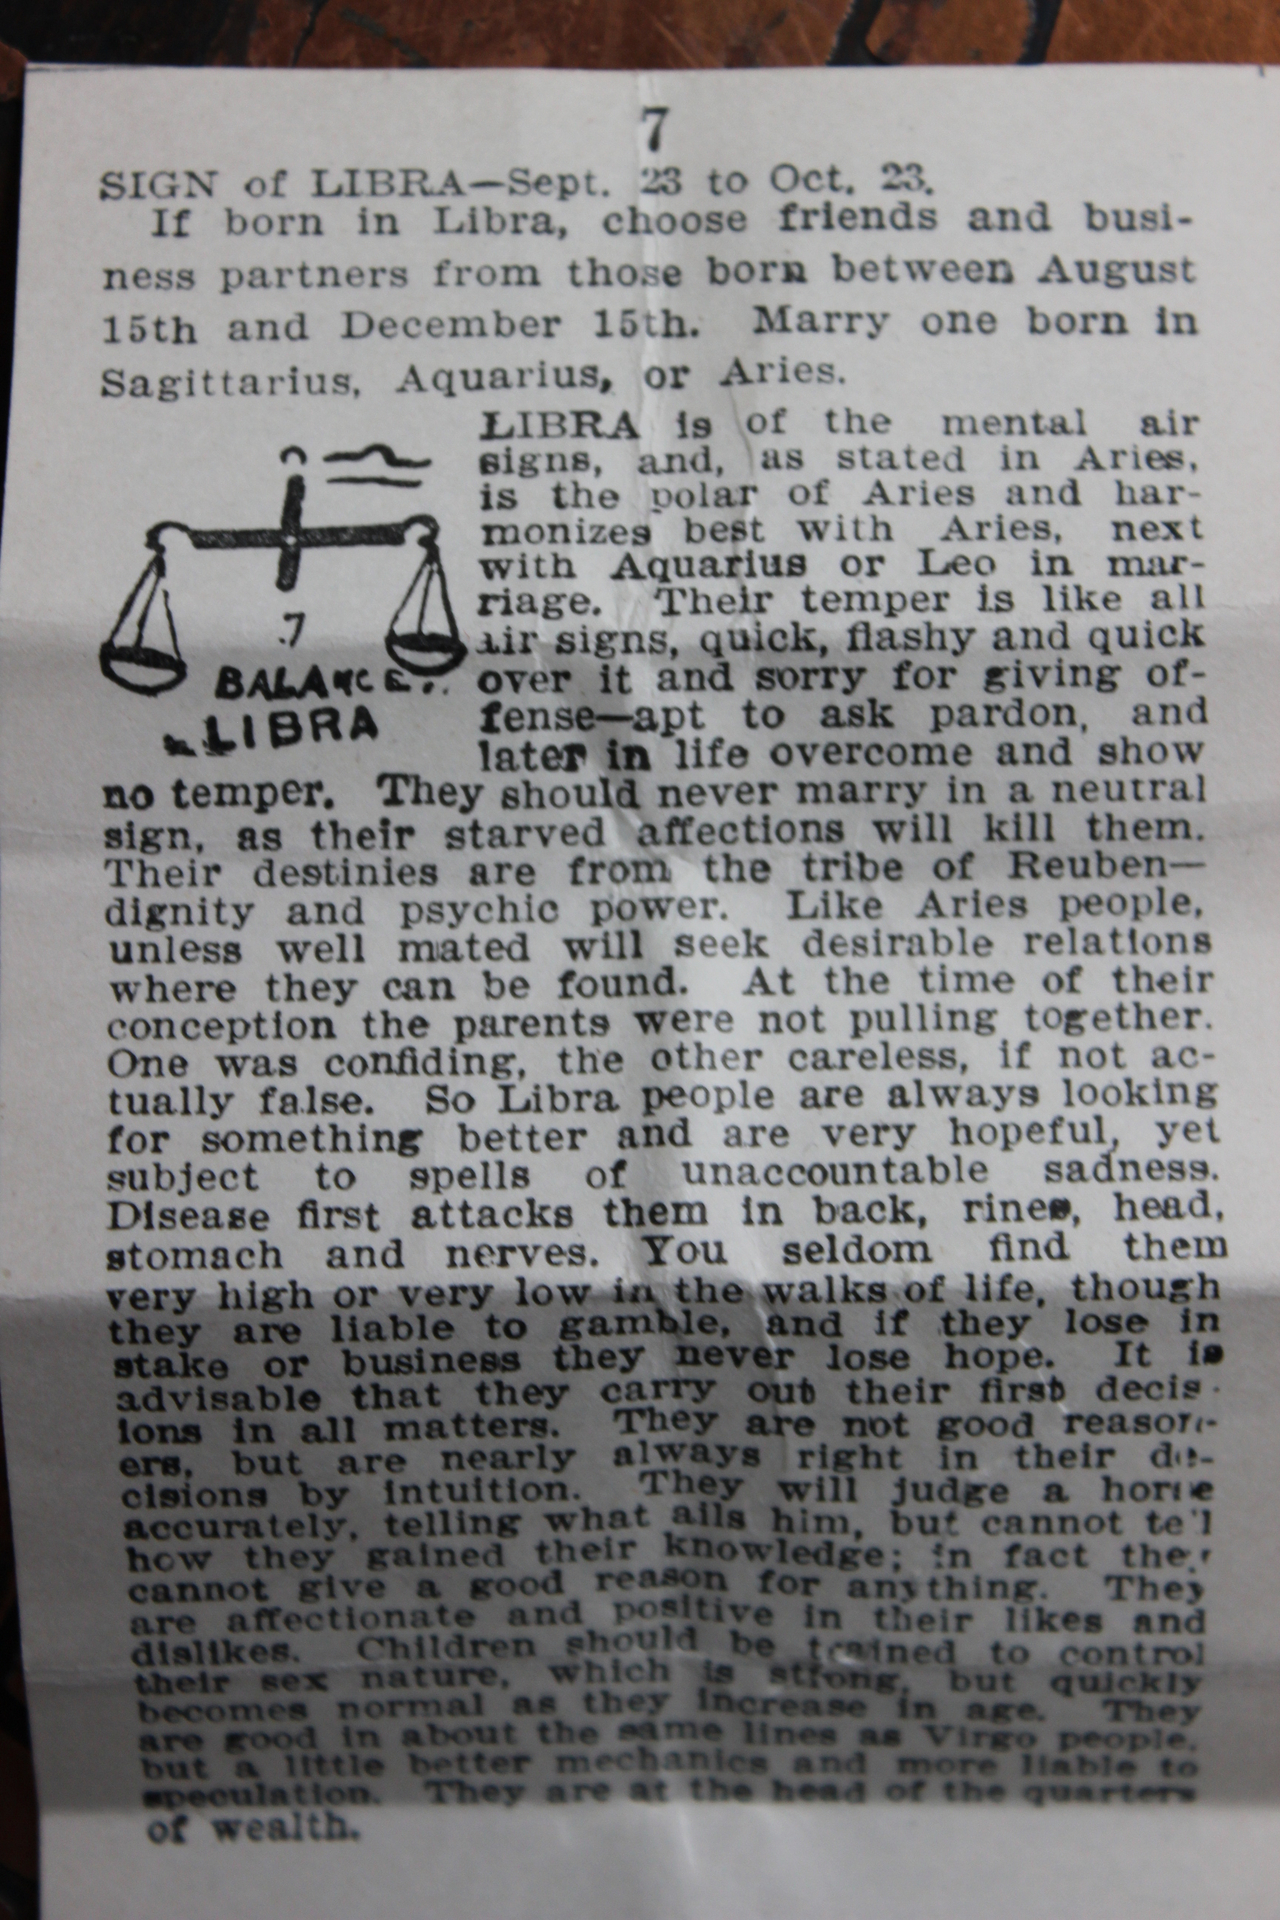 7
SIGN of LIBRA—Sept. 23 to Oct. 23.
If born in Libra, choose friends and busi-
ness partners from those born between August
15th and December 15th. Marry one born in
Sagittarius, Aquarius, or Aries.
LIBRA is of the mental air
signs, and, as stated in Aries,
is the polar of Aries and har-
monizes best with Aries, next
with Aquarius or Leo in mar-
riage. Their temper is like all
air signs, quick, flashy and quick
over it and sorry for giving of-
fense—apt to ask pardon, and
later in life overcome and show
♎
.7
BALANCE..
LIBRA
no temper. They should never marry in a neutral
sign, as their starved affections will kill them.
Their destinies are from the tribe of Reuben—
dignity and psychic power. Like Aries people,
unless well mated will seek desirable relations
where they can be found. At the time of their
conception the parents were not pulling together.
One was confiding, the other careless, if not ac-
tually false. So Libra people are always looking
for something better and are very hopeful, yet
subject to spells of unaccountable sadness.
Disease first attacks them in back, rines, head,
stomach and nerves. You seldom find them
very high or very low in the walks of life, though
they are liable to gamble, and if they lose in
stake or business they never lose hope. It is
advisable that they carry out their first decis-
ions in all matters. They are not good reason-
ers, but are nearly always right in their de-
cisions by intuition. They will judge a horse
accurately, telling what ails him, but cannot tell
how they gained their knowledge; in fact they
cannot give a good reason for anything. They
are affectionate and positive in their likes and
dislikes. Children should be trained to control
their sex nature, which is strong, but quickly
becomes normal as they increase in age. They
are good in about the same lines as Virgo people,
but a little better mechanics and more liable to
speculation. They are at the head of the quarters
of wealth.